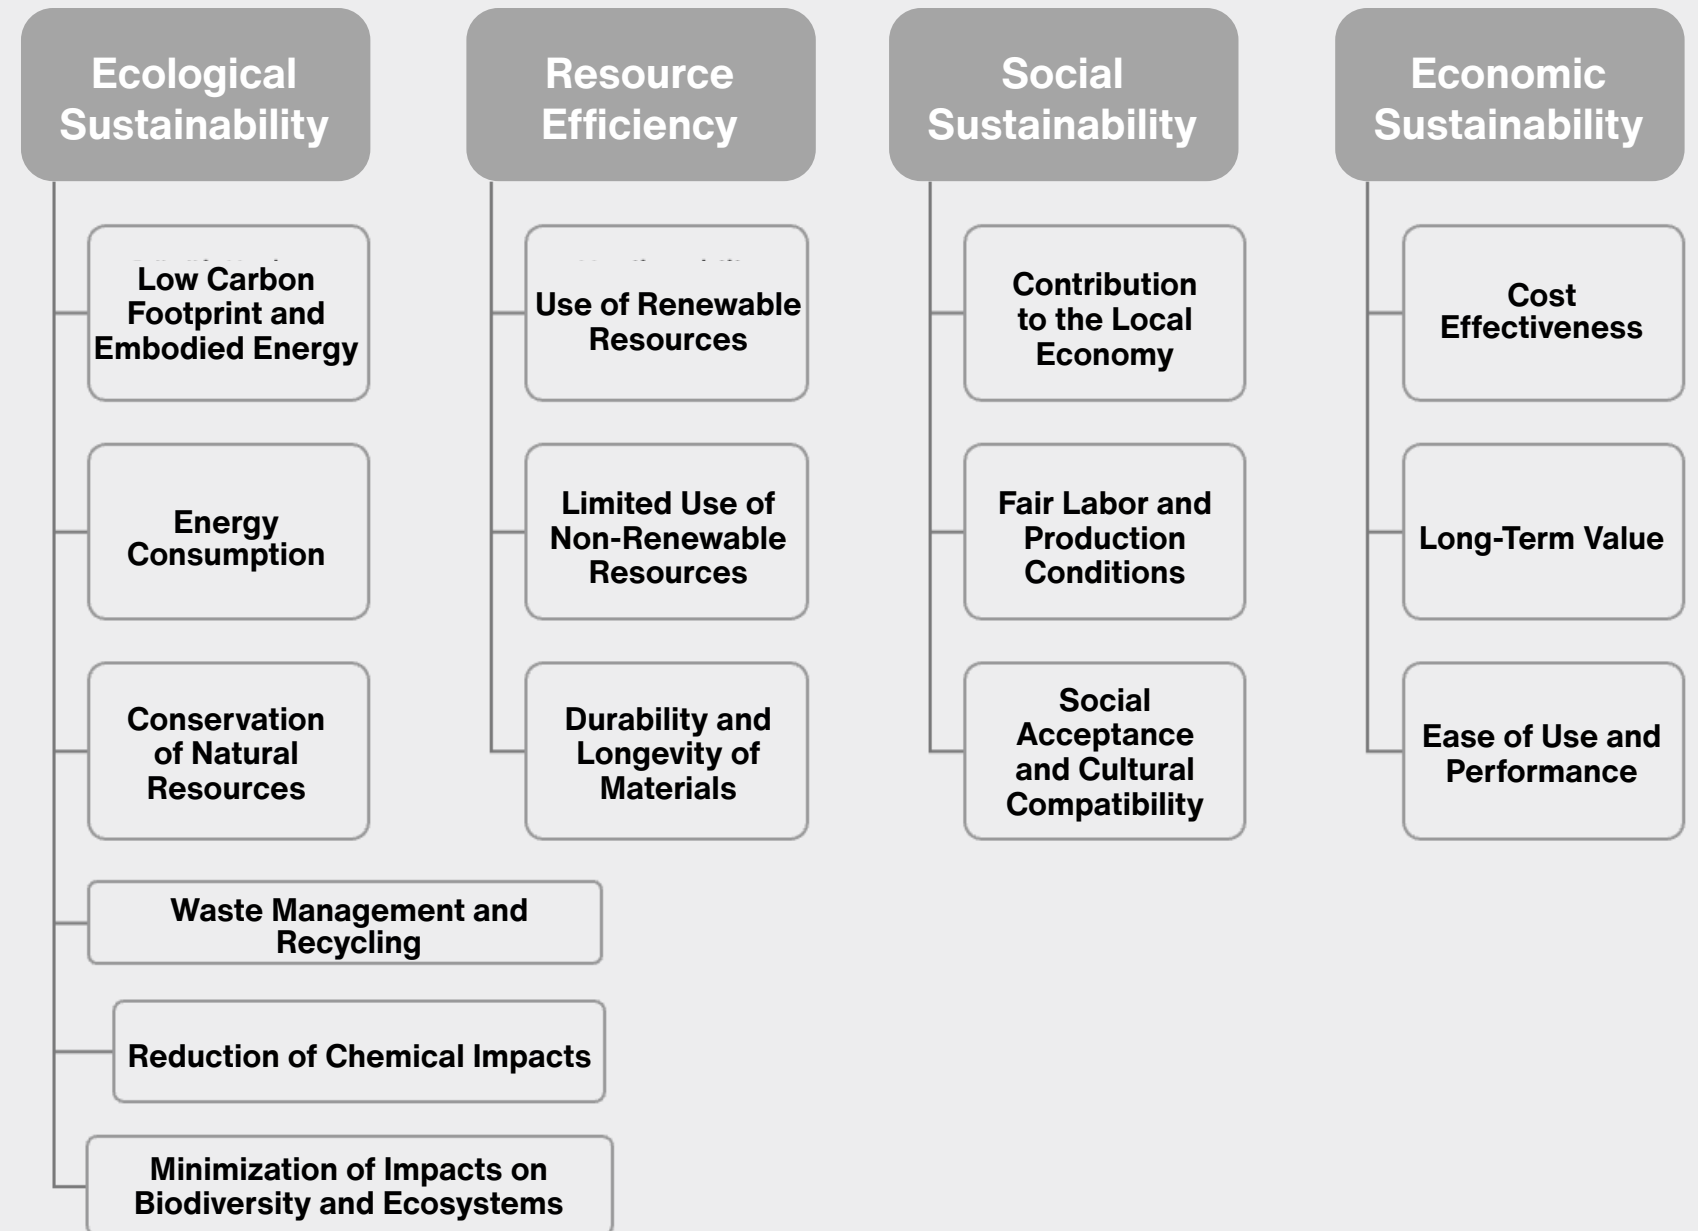 Ecological
Sustainability
Low Carbon
Footprint and
Embodied Energy
Energy
Consumption
Conservation
of Natural
Resources
Waste Management and
Recycling
Reduction of Chemical Impacts
Minimization of Impacts on
Biodiversity and Ecosystems
Resource
Efficiency
Use of Renewable
Resources
Limited Use of
Non-Renewable
Resources
Durability and
Longevity of
Materials
Social
Sustainability
Contribution
to the Local
Economy
Fair Labor and
Production
Conditions
Social
Acceptance
and Cultural
Compatibility
Economic
Sustainability
Cost
Effectiveness
Long-Term Value
Ease of Use and
Performance